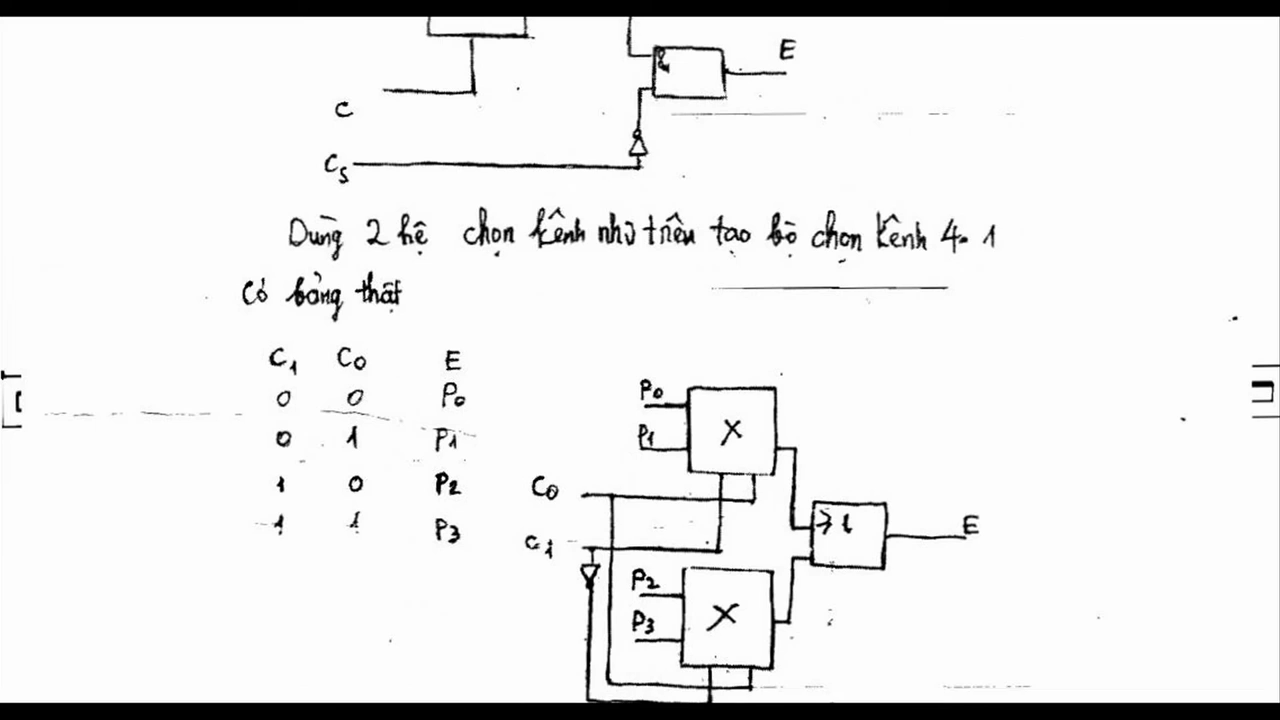 &
E
C
Cs
Dùng 2 hệ chọn kênh như trên tạo bộ chọn kênh 4-1
Có bảng thật
C1 C0 E
0 0 P0
0 1 P1
1 0 P2
1 1 P3
P0
P1
X
C0
C1
≥1
E
P2
P3
X